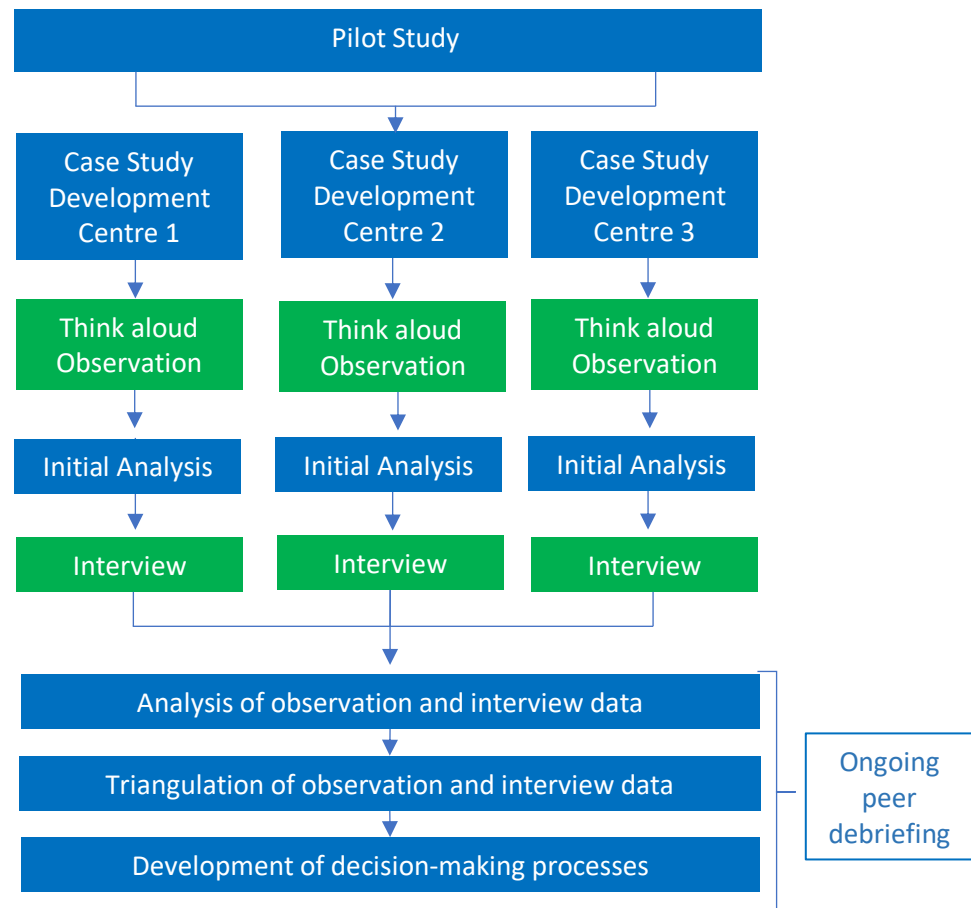 Pilot Study
Case Study
Development
Centre 1
Case Study
Development
Centre 2
Case Study
Development
Centre 3
Think aloud
Observation
Think aloud
Observation
Think aloud
Observation
Initial Analysis
Initial Analysis
Initial Analysis
Interview
Interview
Interview
Analysis of observation and interview data
Triangulation of observation and interview data
Development of decision-making processes
Ongoing
peer
debriefing